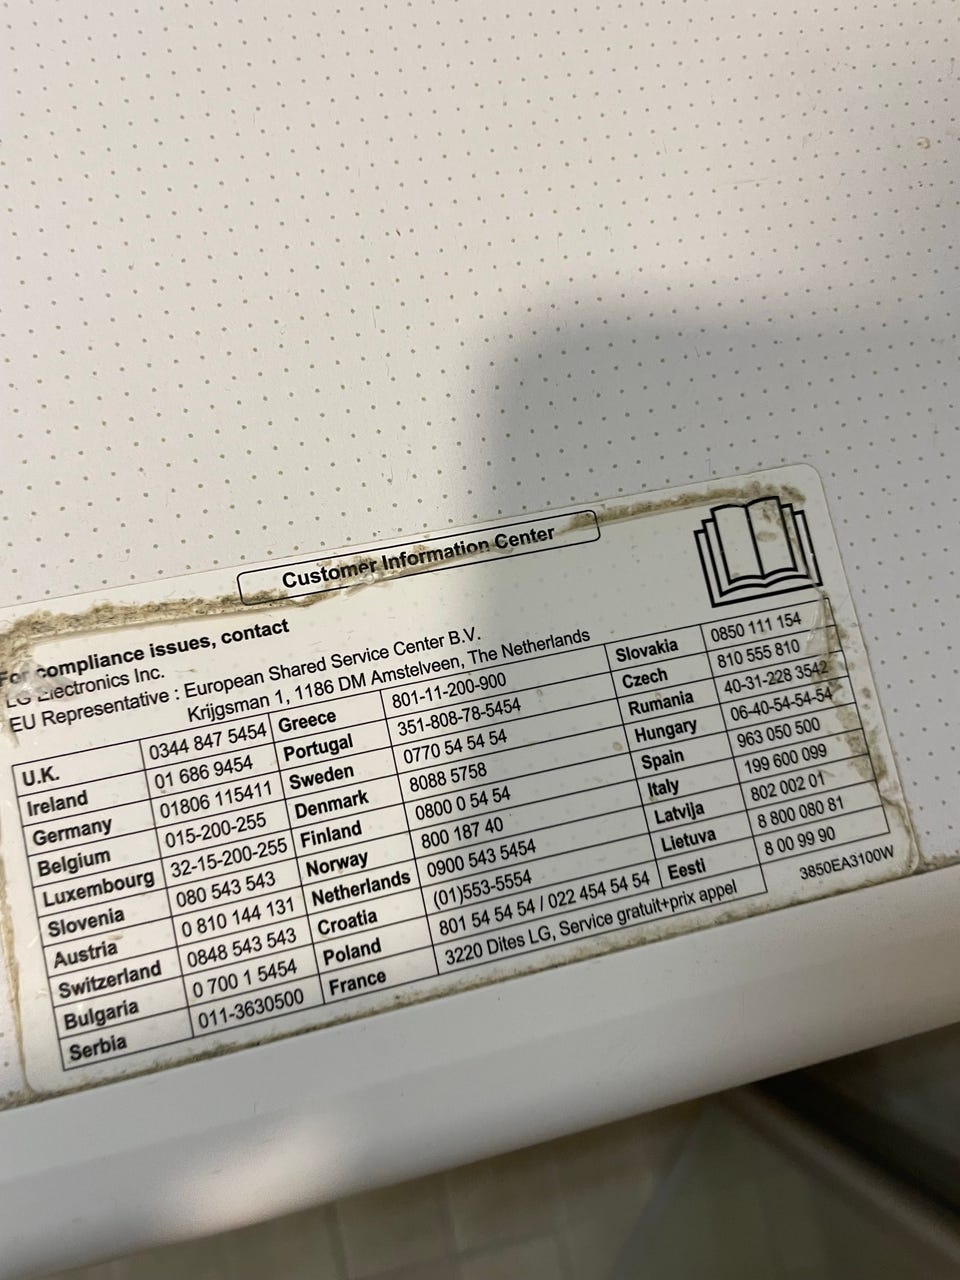 Customer Information Center
For compliance issues, contact
LG Electronics Inc.
EU Representative : European Shared Service Center B.V.
Krijgsman 1, 1186 DM Amstelveen, The Netherlands
U.K. 0344 847 5454 Greece 801-11-200-900 Slovakia 0850 111 154
Ireland 01 686 9454 Portugal 351-808-78-5454 Czech 810 555 810
Germany 01806 115411 Sweden 0770 54 54 54 Rumania 40-31-228 3542
Belgium 015-200-255 Denmark 8088 5758 Hungary 06-40-54-54-54
Luxembourg 32-15-200-255 Finland 0800 0 54 54 Spain 963 050 500
Slovenia 080 543 543 Norway 800 187 40 Italy 199 600 099
Austria 0 810 144 131 Netherlands 0900 543 5454 Latvija 802 002 01
Switzerland 0848 543 543 Croatia (01)553-5554 Lietuva 8 800 080 81
Bulgaria 0 700 1 5454 Poland 801 54 54 54 / 022 454 54 54 Eesti 8 00 99 90
Serbia 011-3630500 France 3220 Dites LG, Service gratuit+prix appel
3850EA3100W